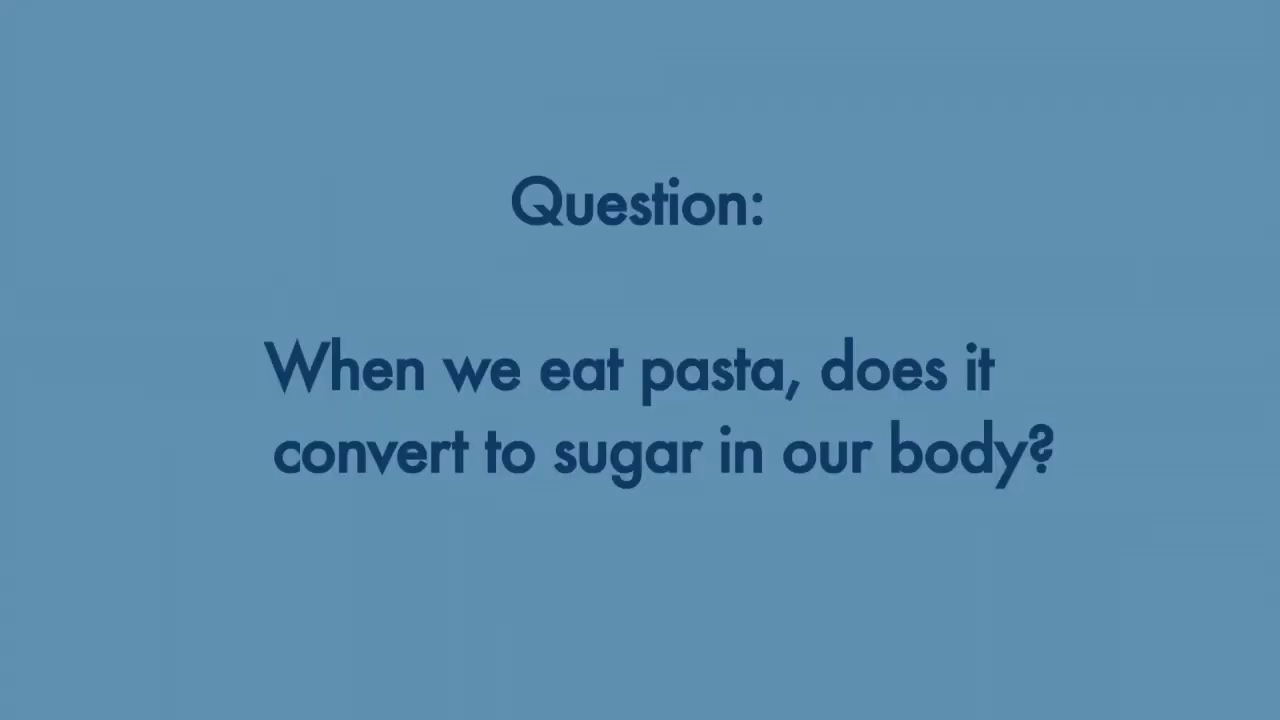 Question:
When we eat pasta, does it
convert to sugar in our body?